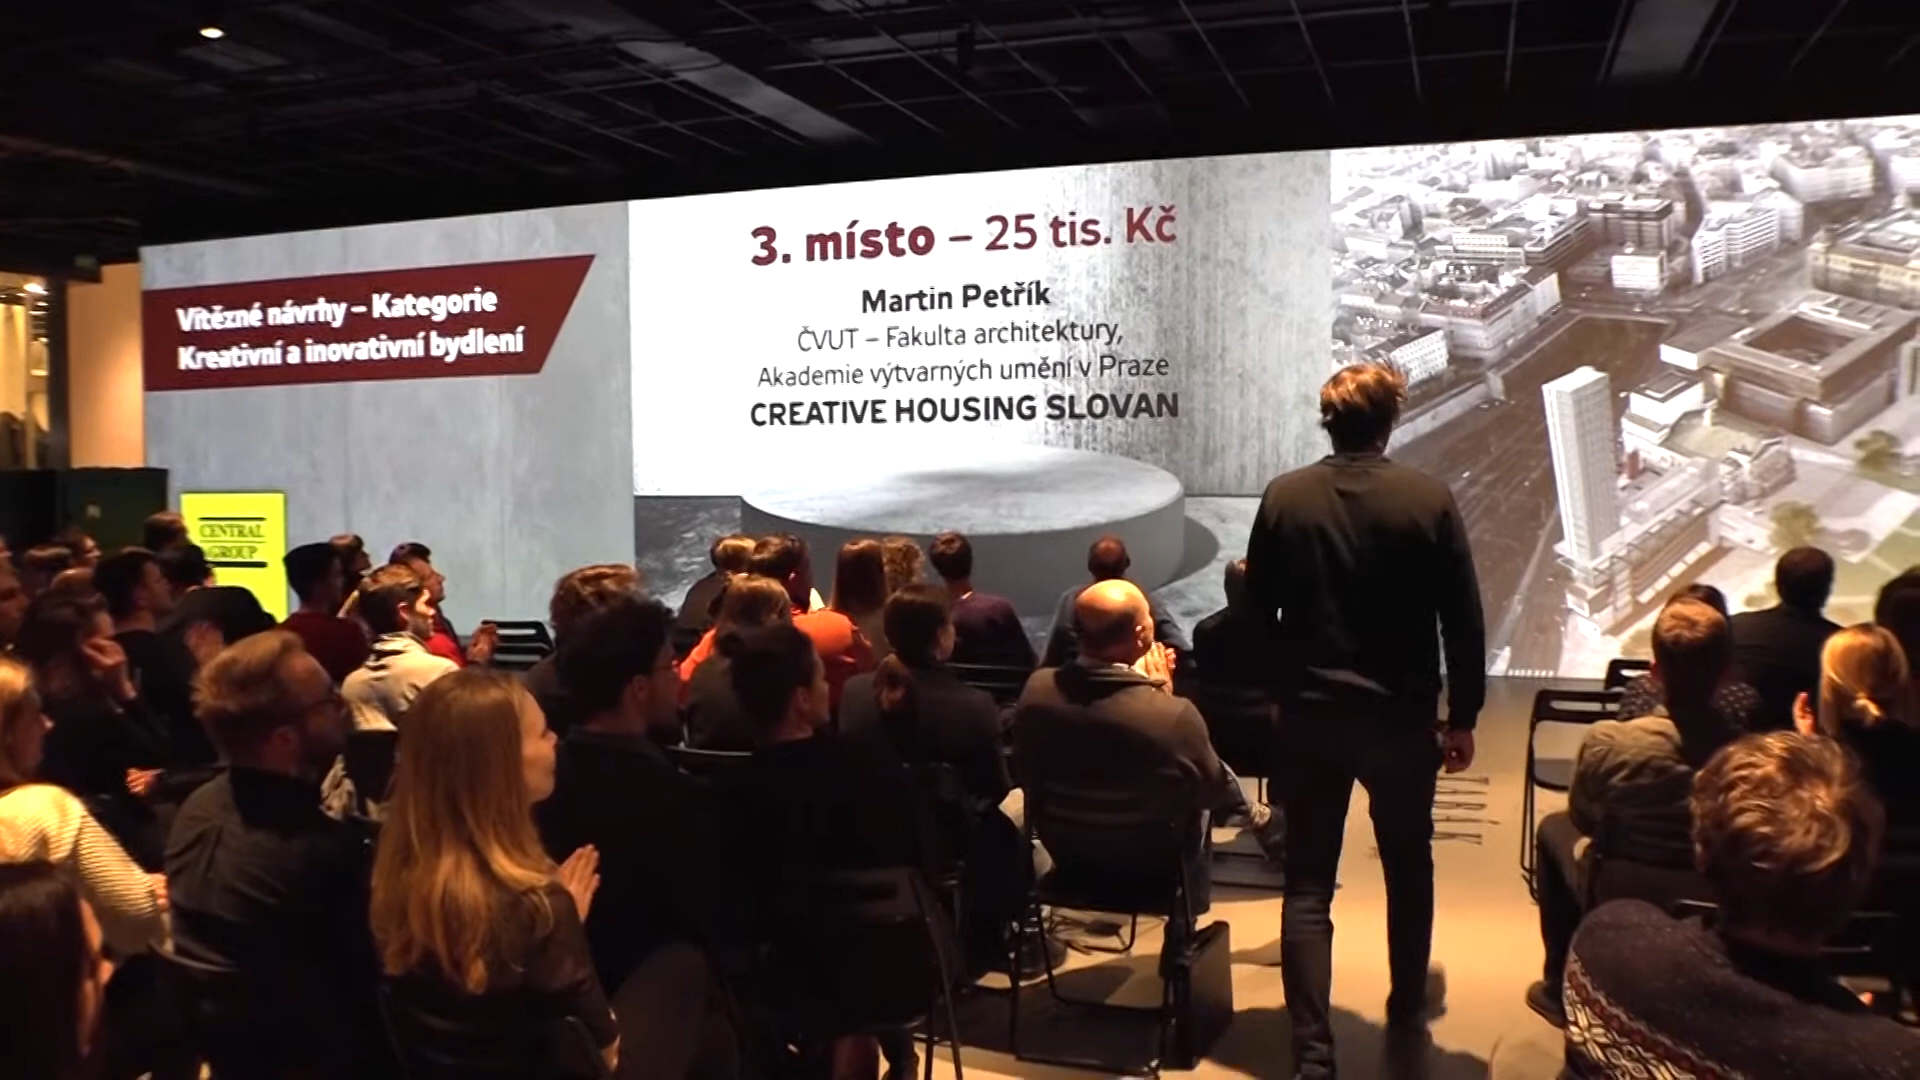 Vítězné návrhy – Kategorie
Kreativní a inovativní bydlení
3. místo – 25 tis. Kč
Martin Petřík
ČVUT – Fakulta architektury,
Akademie výtvarných umění v Praze
CREATIVE HOUSING SLOVAN
CENTRAL
GROUP